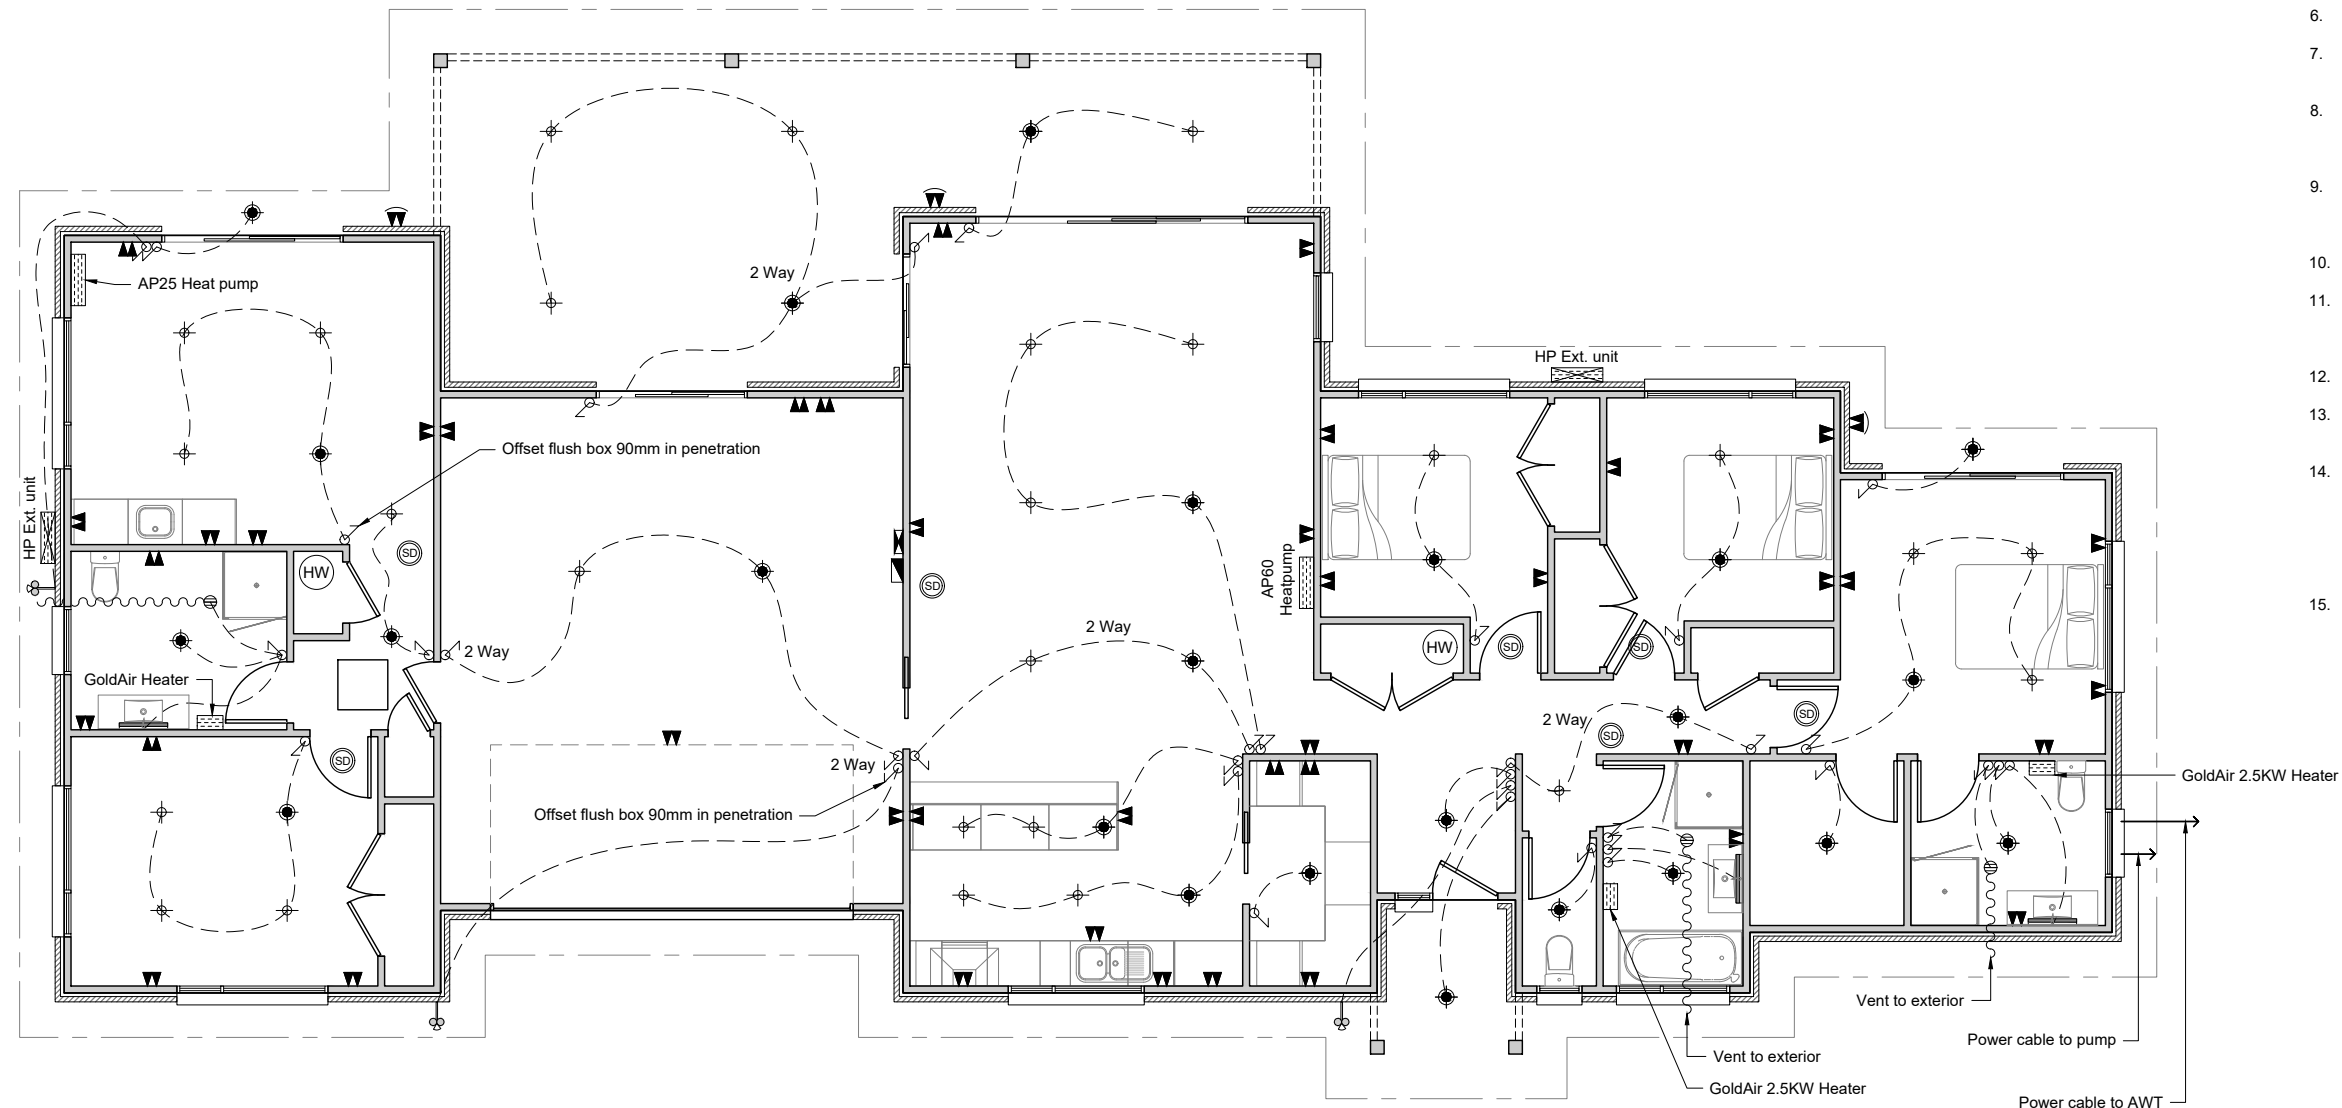 6.
7.
8.
9.
2 Way
10.
AP25 Heat pump
11.
HP Ext. unit
12.
13.
Offset flush box 90mm in penetration
14.
HP Ext. unit
SD
HW
SD
AP60
Heatpump
15.
2 Way
2 Way
HW
SD
SD
GoldAir Heater
SD
2 Way
SD
SD
2 Way
GoldAir 2.5KW Heater
Offset flush box 90mm in penetration
Vent to exterior
Power cable to pump
Vent to exterior
GoldAir 2.5KW Heater
Power cable to AWT